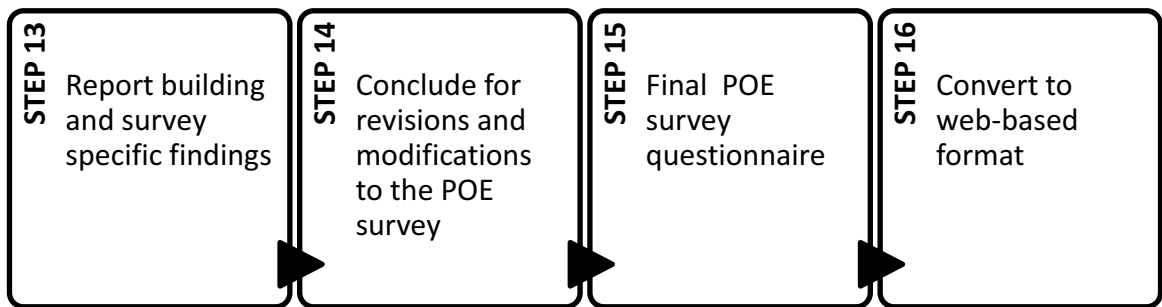 STEP 13
Report building
and survey
specific findings
STEP 14
Conclude for
revisions and
modifications
to the POE
survey
STEP 15
Final POE
survey
questionnaire
STEP 16
Convert to
web-based
format